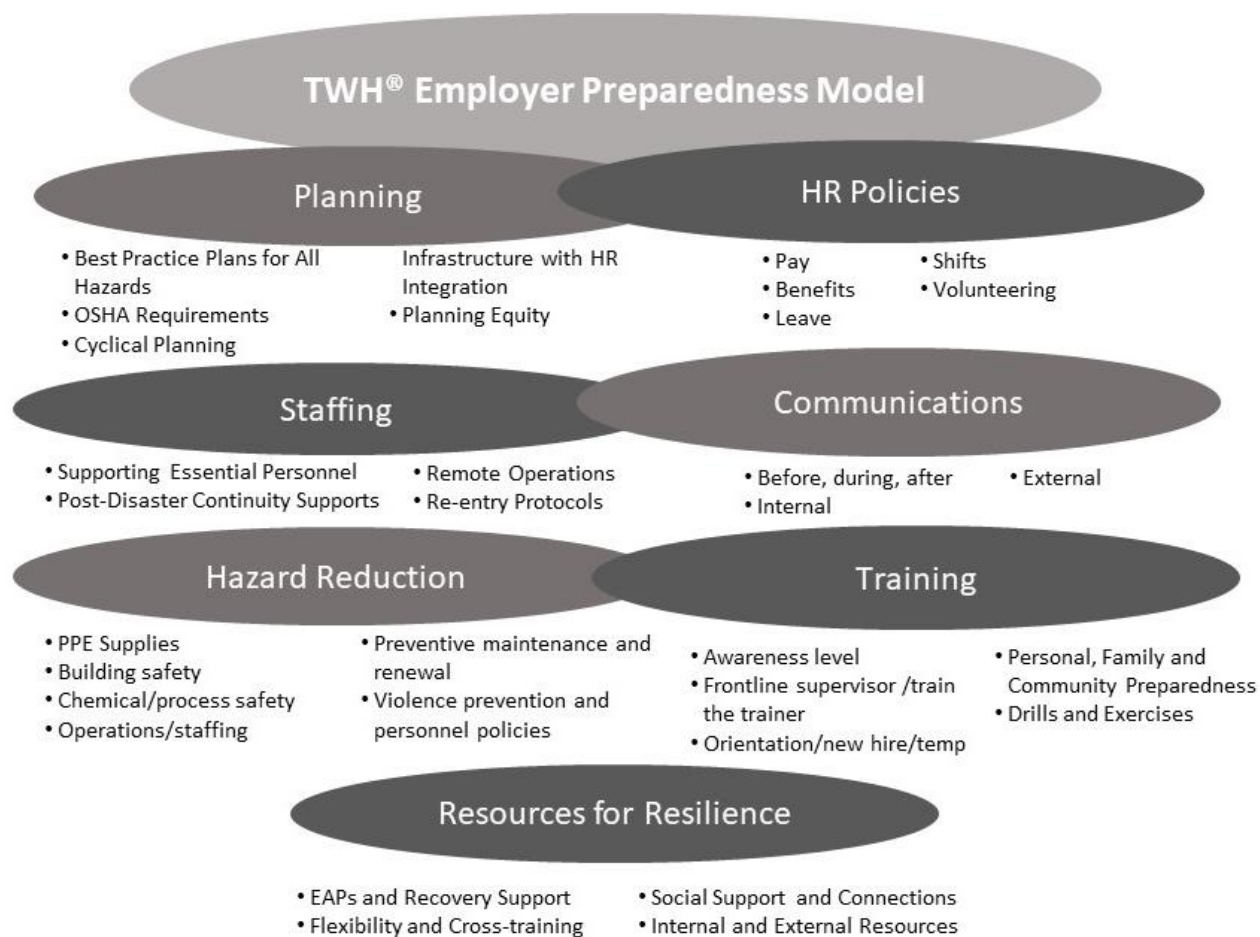 TWH® Employer Preparedness Model
Planning
• Best Practice Plans for All
Hazards
• OSHA Requirements
• Cyclical Planning
Infrastructure with HR
Integration
• Planning Equity
HR Policies
• Pay
• Benefits
• Leave
• Shifts
• Volunteering
Staffing
• Supporting Essential Personnel
• Post-Disaster Continuity Supports
• Remote Operations
• Re-entry Protocols
Communications
• Before, during, after
• Internal
• External
Hazard Reduction
• PPE Supplies
• Building safety
• Chemical/process safety
• Operations/staffing
• Preventive maintenance and
renewal
• Violence prevention and
personnel policies
Training
• Awareness level
• Frontline supervisor /train
the trainer
• Orientation/new hire/temp
• Personal, Family and
Community Preparedness
• Drills and Exercises
Resources for Resilience
• EAPs and Recovery Support
• Flexibility and Cross-training
• Social Support and Connections
• Internal and External Resources